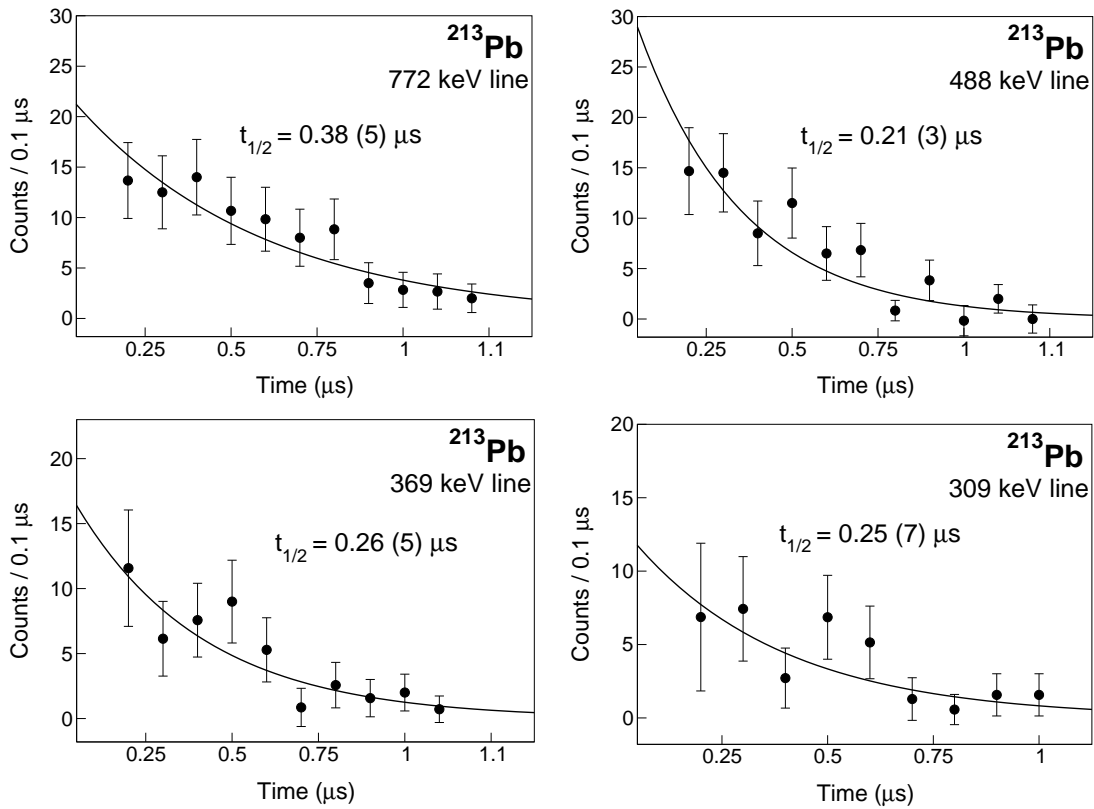 ²¹³Pb
772 keV line
t₁/₂ = 0.38 (5) μs
Counts / 0.1 μs
30
25
20
15
10
5
0
0.25 0.5 0.75 1 1.1
Time (μs)
²¹³Pb
488 keV line
t₁/₂ = 0.21 (3) μs
Counts / 0.1 μs
30
25
20
15
10
5
0
0.25 0.5 0.75 1 1.1
Time (μs)
²¹³Pb
369 keV line
t₁/₂ = 0.26 (5) μs
Counts / 0.1 μs
20
15
10
5
0
0.25 0.5 0.75 1 1.1
Time (μs)
²¹³Pb
309 keV line
t₁/₂ = 0.25 (7) μs
Counts / 0.1 μs
20
15
10
5
0
0.25 0.5 0.75 1
Time (μs)